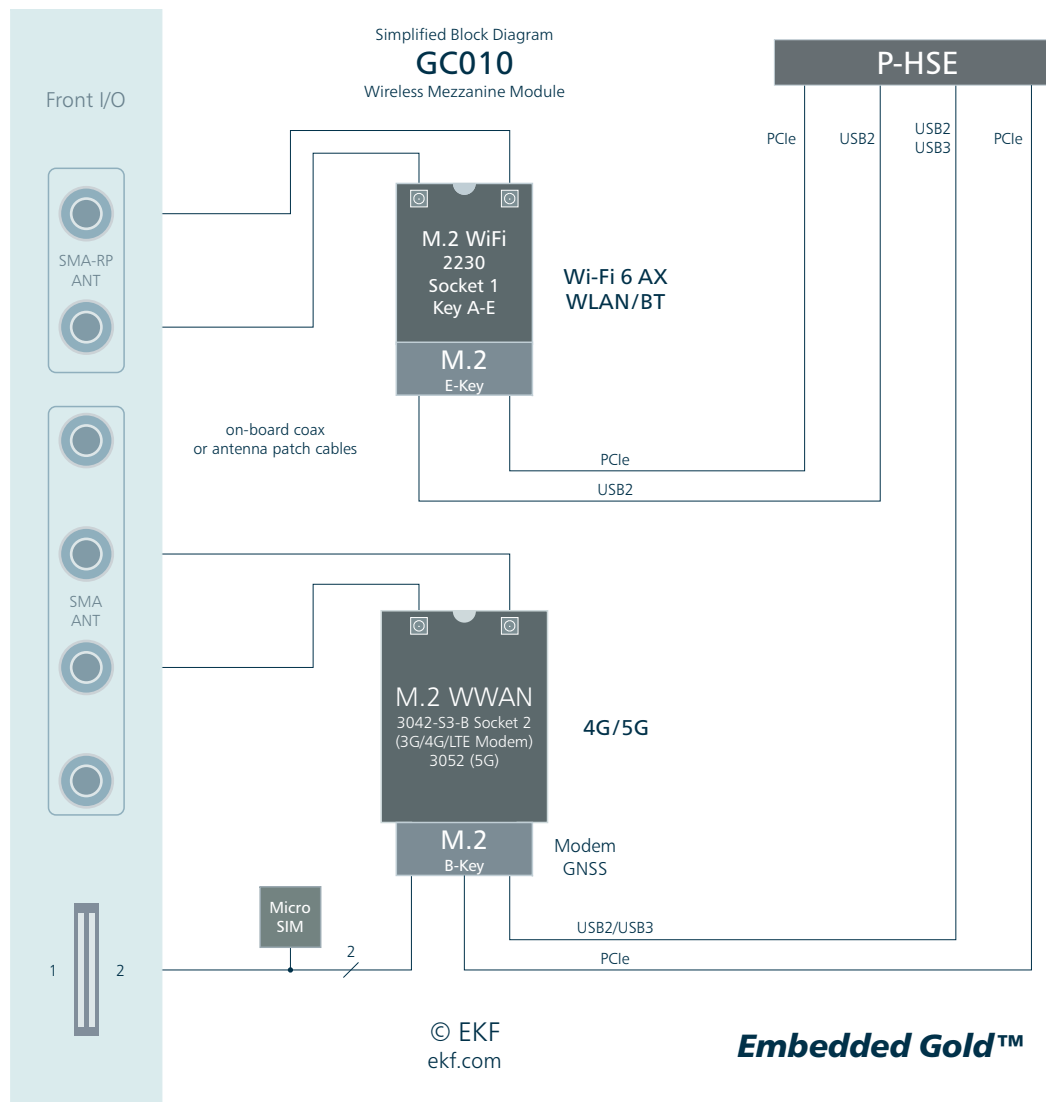 Simplified Block Diagram
GC010
Wireless Mezzanine Module
P-HSE
Front I/O
PCIe
USB2
USB2
USB3
PCIe
SMA-RP
ANT
M.2 WiFi
2230
Socket 1
Key A-E
M.2
E-Key
Wi-Fi 6 AX
WLAN/BT
on-board coax
or antenna patch cables
PCIe
USB2
SMA
ANT
M.2 WWAN
3042-S3-B Socket 2
(3G/4G/LTE Modem)
3052 (5G)
4G/5G
M.2
B-Key
Modem
GNSS
Micro
SIM
USB2/USB3
2
PCIe
1
2
© EKF
ekf.com
Embedded Gold™